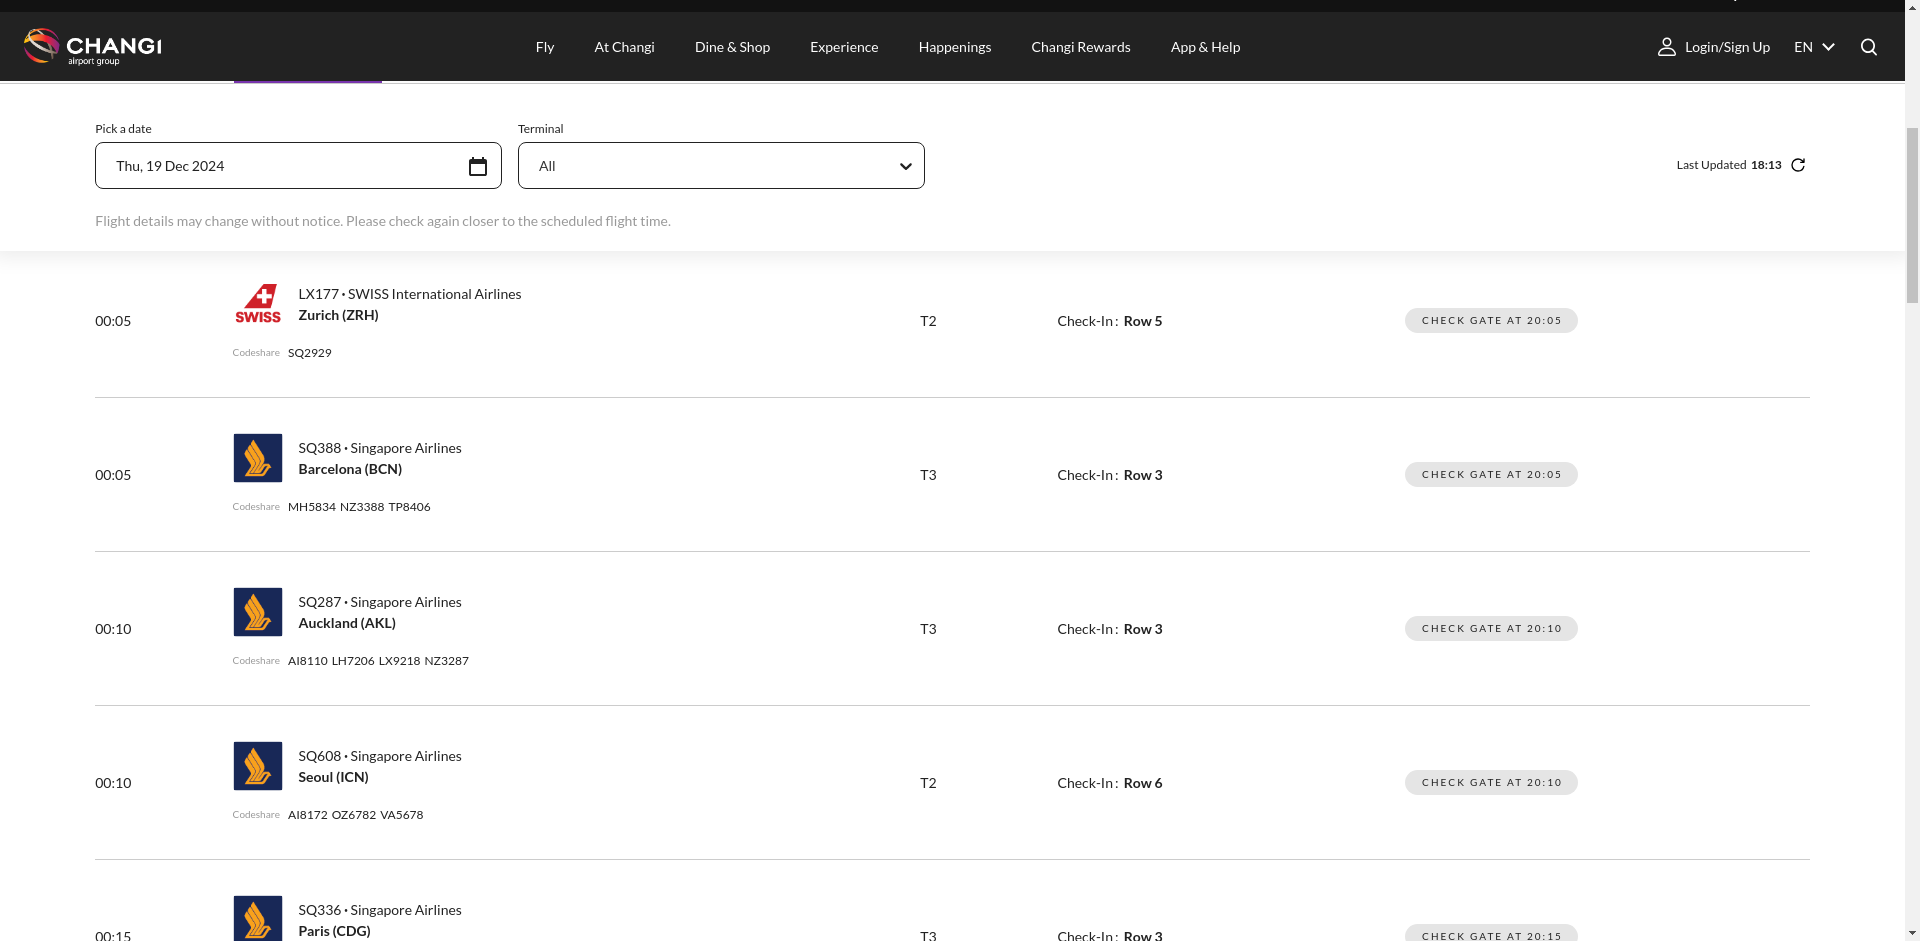 CHANGI
airport group
Fly
At Changi
Dine & Shop
Experience
Happenings
Changi Rewards
App & Help
Login/Sign Up
EN
Pick a date
Thu, 19 Dec 2024
Terminal
All
Last Updated 18:13
Flight details may change without notice. Please check again closer to the scheduled flight time.
00:05
SWISS
LX177 · SWISS International Airlines
Zurich (ZRH)
Codeshare SQ2929
T2
Check-In : Row 5
CHECK GATE AT 20:05
00:05
SQ388 · Singapore Airlines
Barcelona (BCN)
Codeshare MH5834 NZ3388 TP8406
T3
Check-In : Row 3
CHECK GATE AT 20:05
00:10
SQ287 · Singapore Airlines
Auckland (AKL)
Codeshare AI8110 LH7206 LX9218 NZ3287
T3
Check-In : Row 3
CHECK GATE AT 20:10
00:10
SQ608 · Singapore Airlines
Seoul (ICN)
Codeshare AI8172 OZ6782 VA5678
T2
Check-In : Row 6
CHECK GATE AT 20:10
00:15
SQ336 · Singapore Airlines
Paris (CDG)
T3
Check-In : Row 3
CHECK GATE AT 20:15